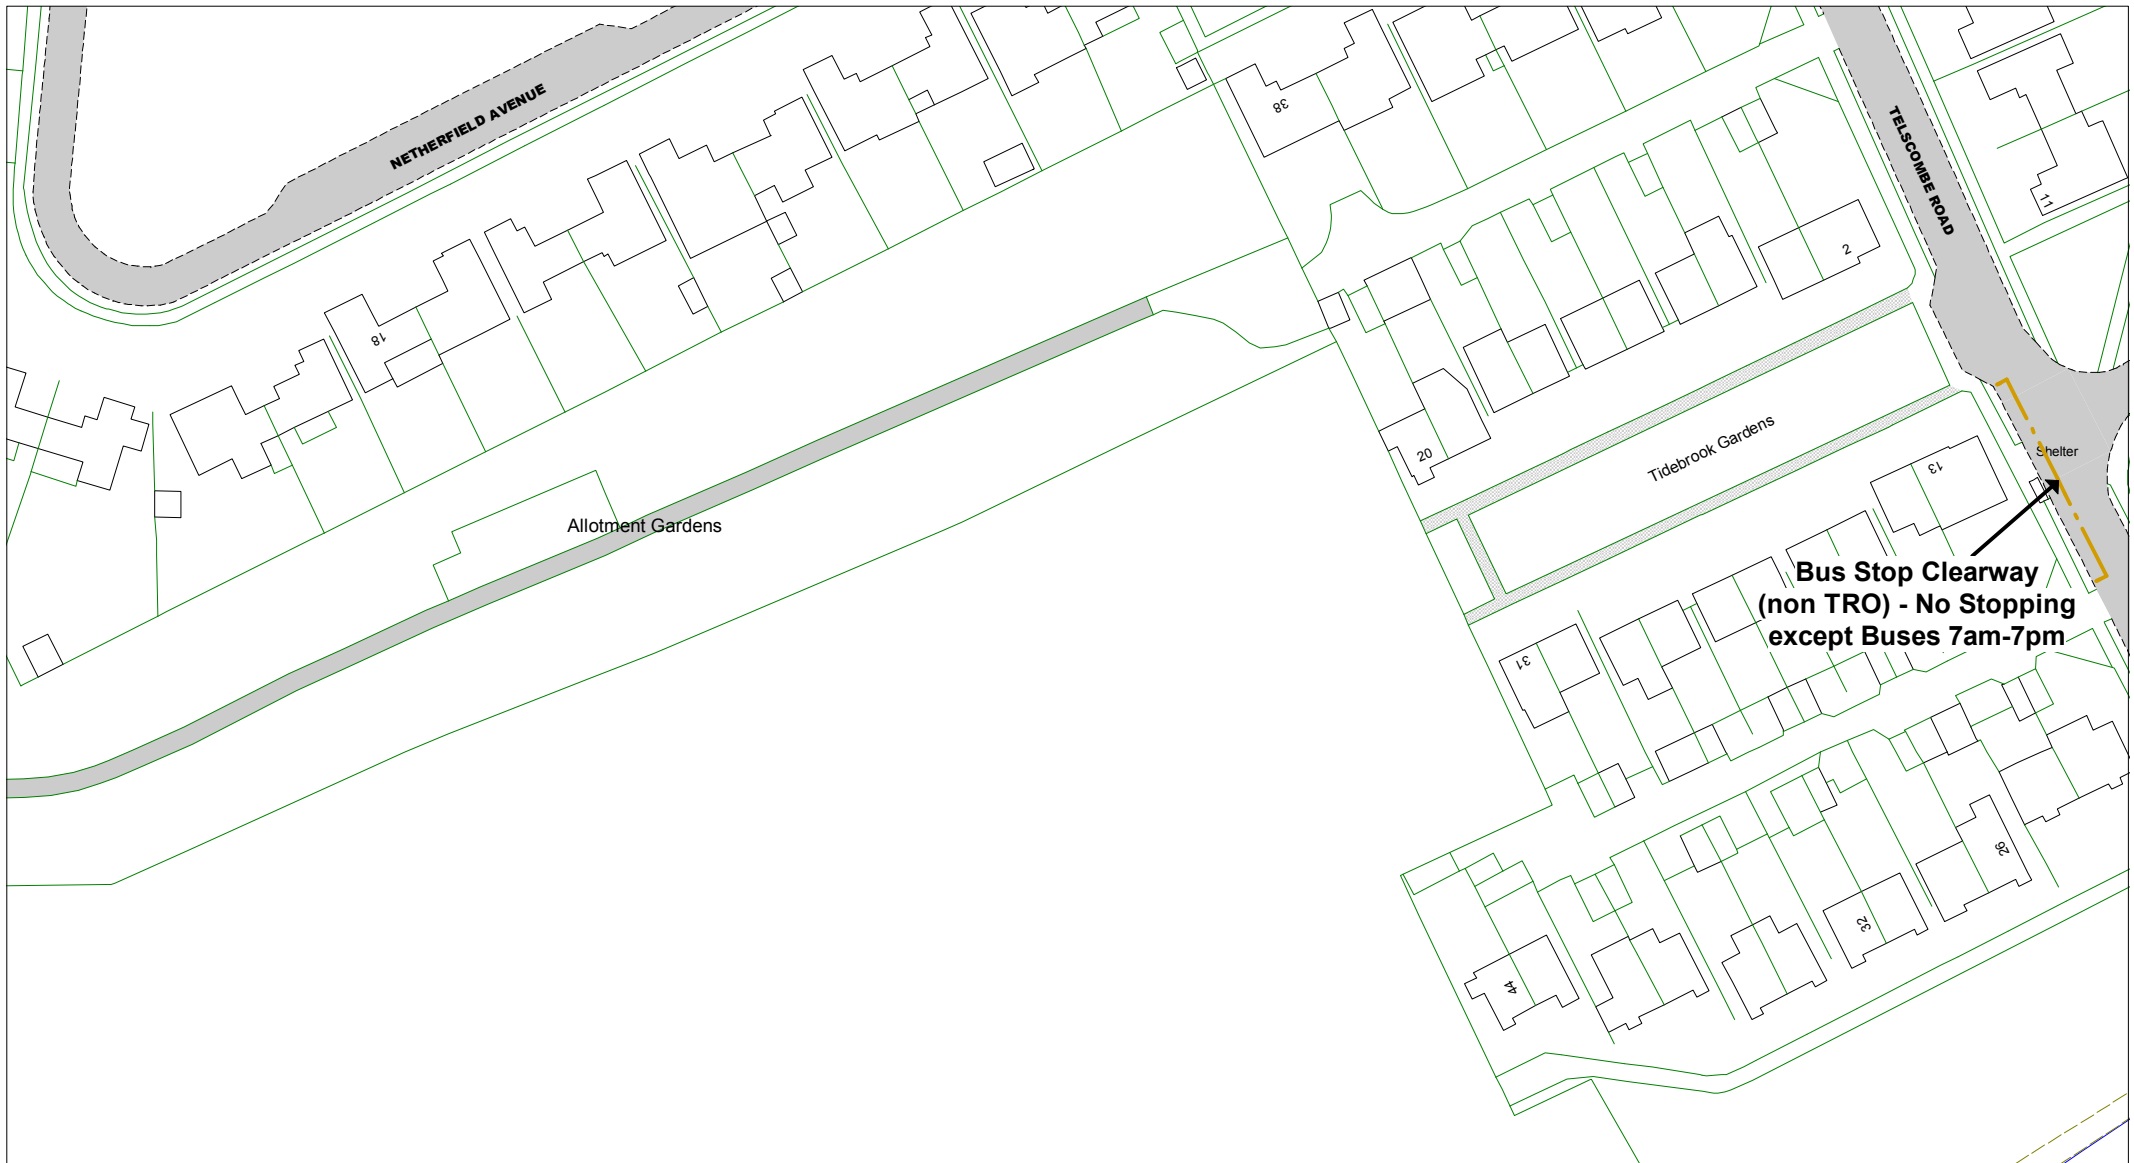 NETHERFIELD AVENUE
38
TELSCOMBE ROAD
11
2
18
20
Tidebrook Gardens
Shelter
13
Allotment Gardens
Bus Stop Clearway
(non TRO) - No Stopping
except Buses 7am-7pm
31
26
32
44